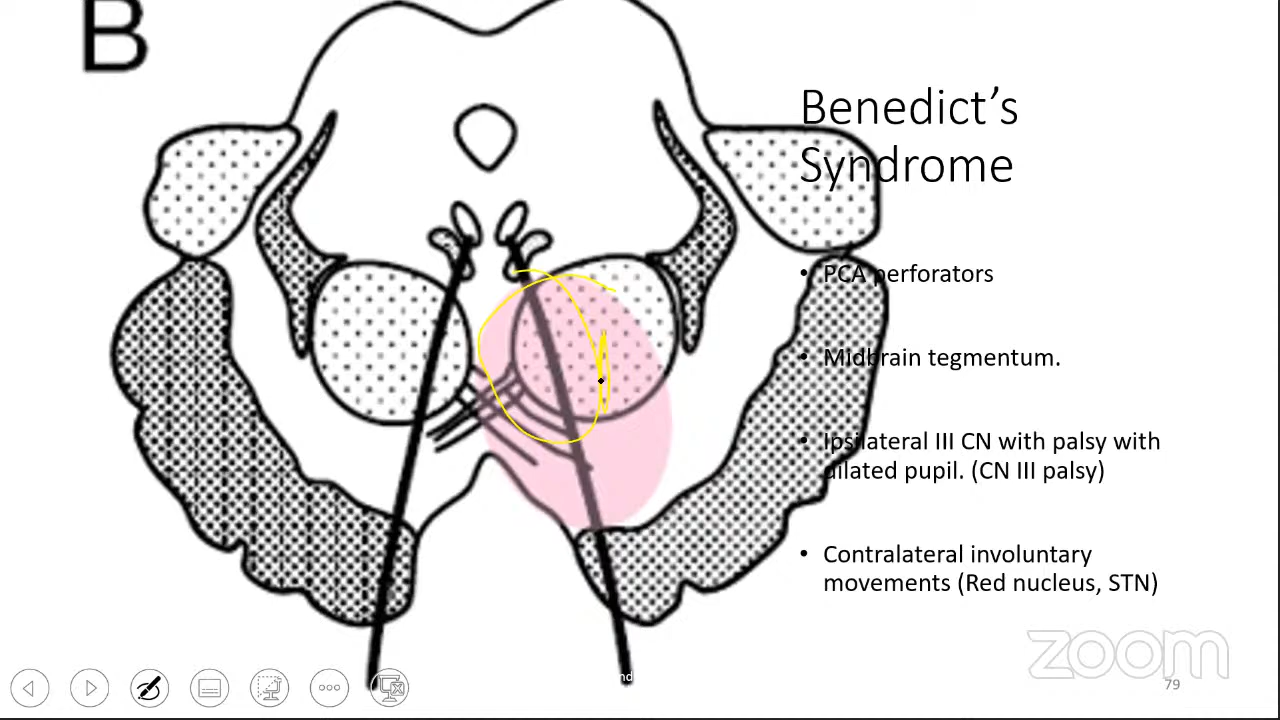 B
Benedict’s
Syndrome
• PCA perforators
• Midbrain tegmentum.
• Ipsilateral III CN with palsy with
dilated pupil. (CN III palsy)
• Contralateral involuntary
movements (Red nucleus, STN)
zoom
79